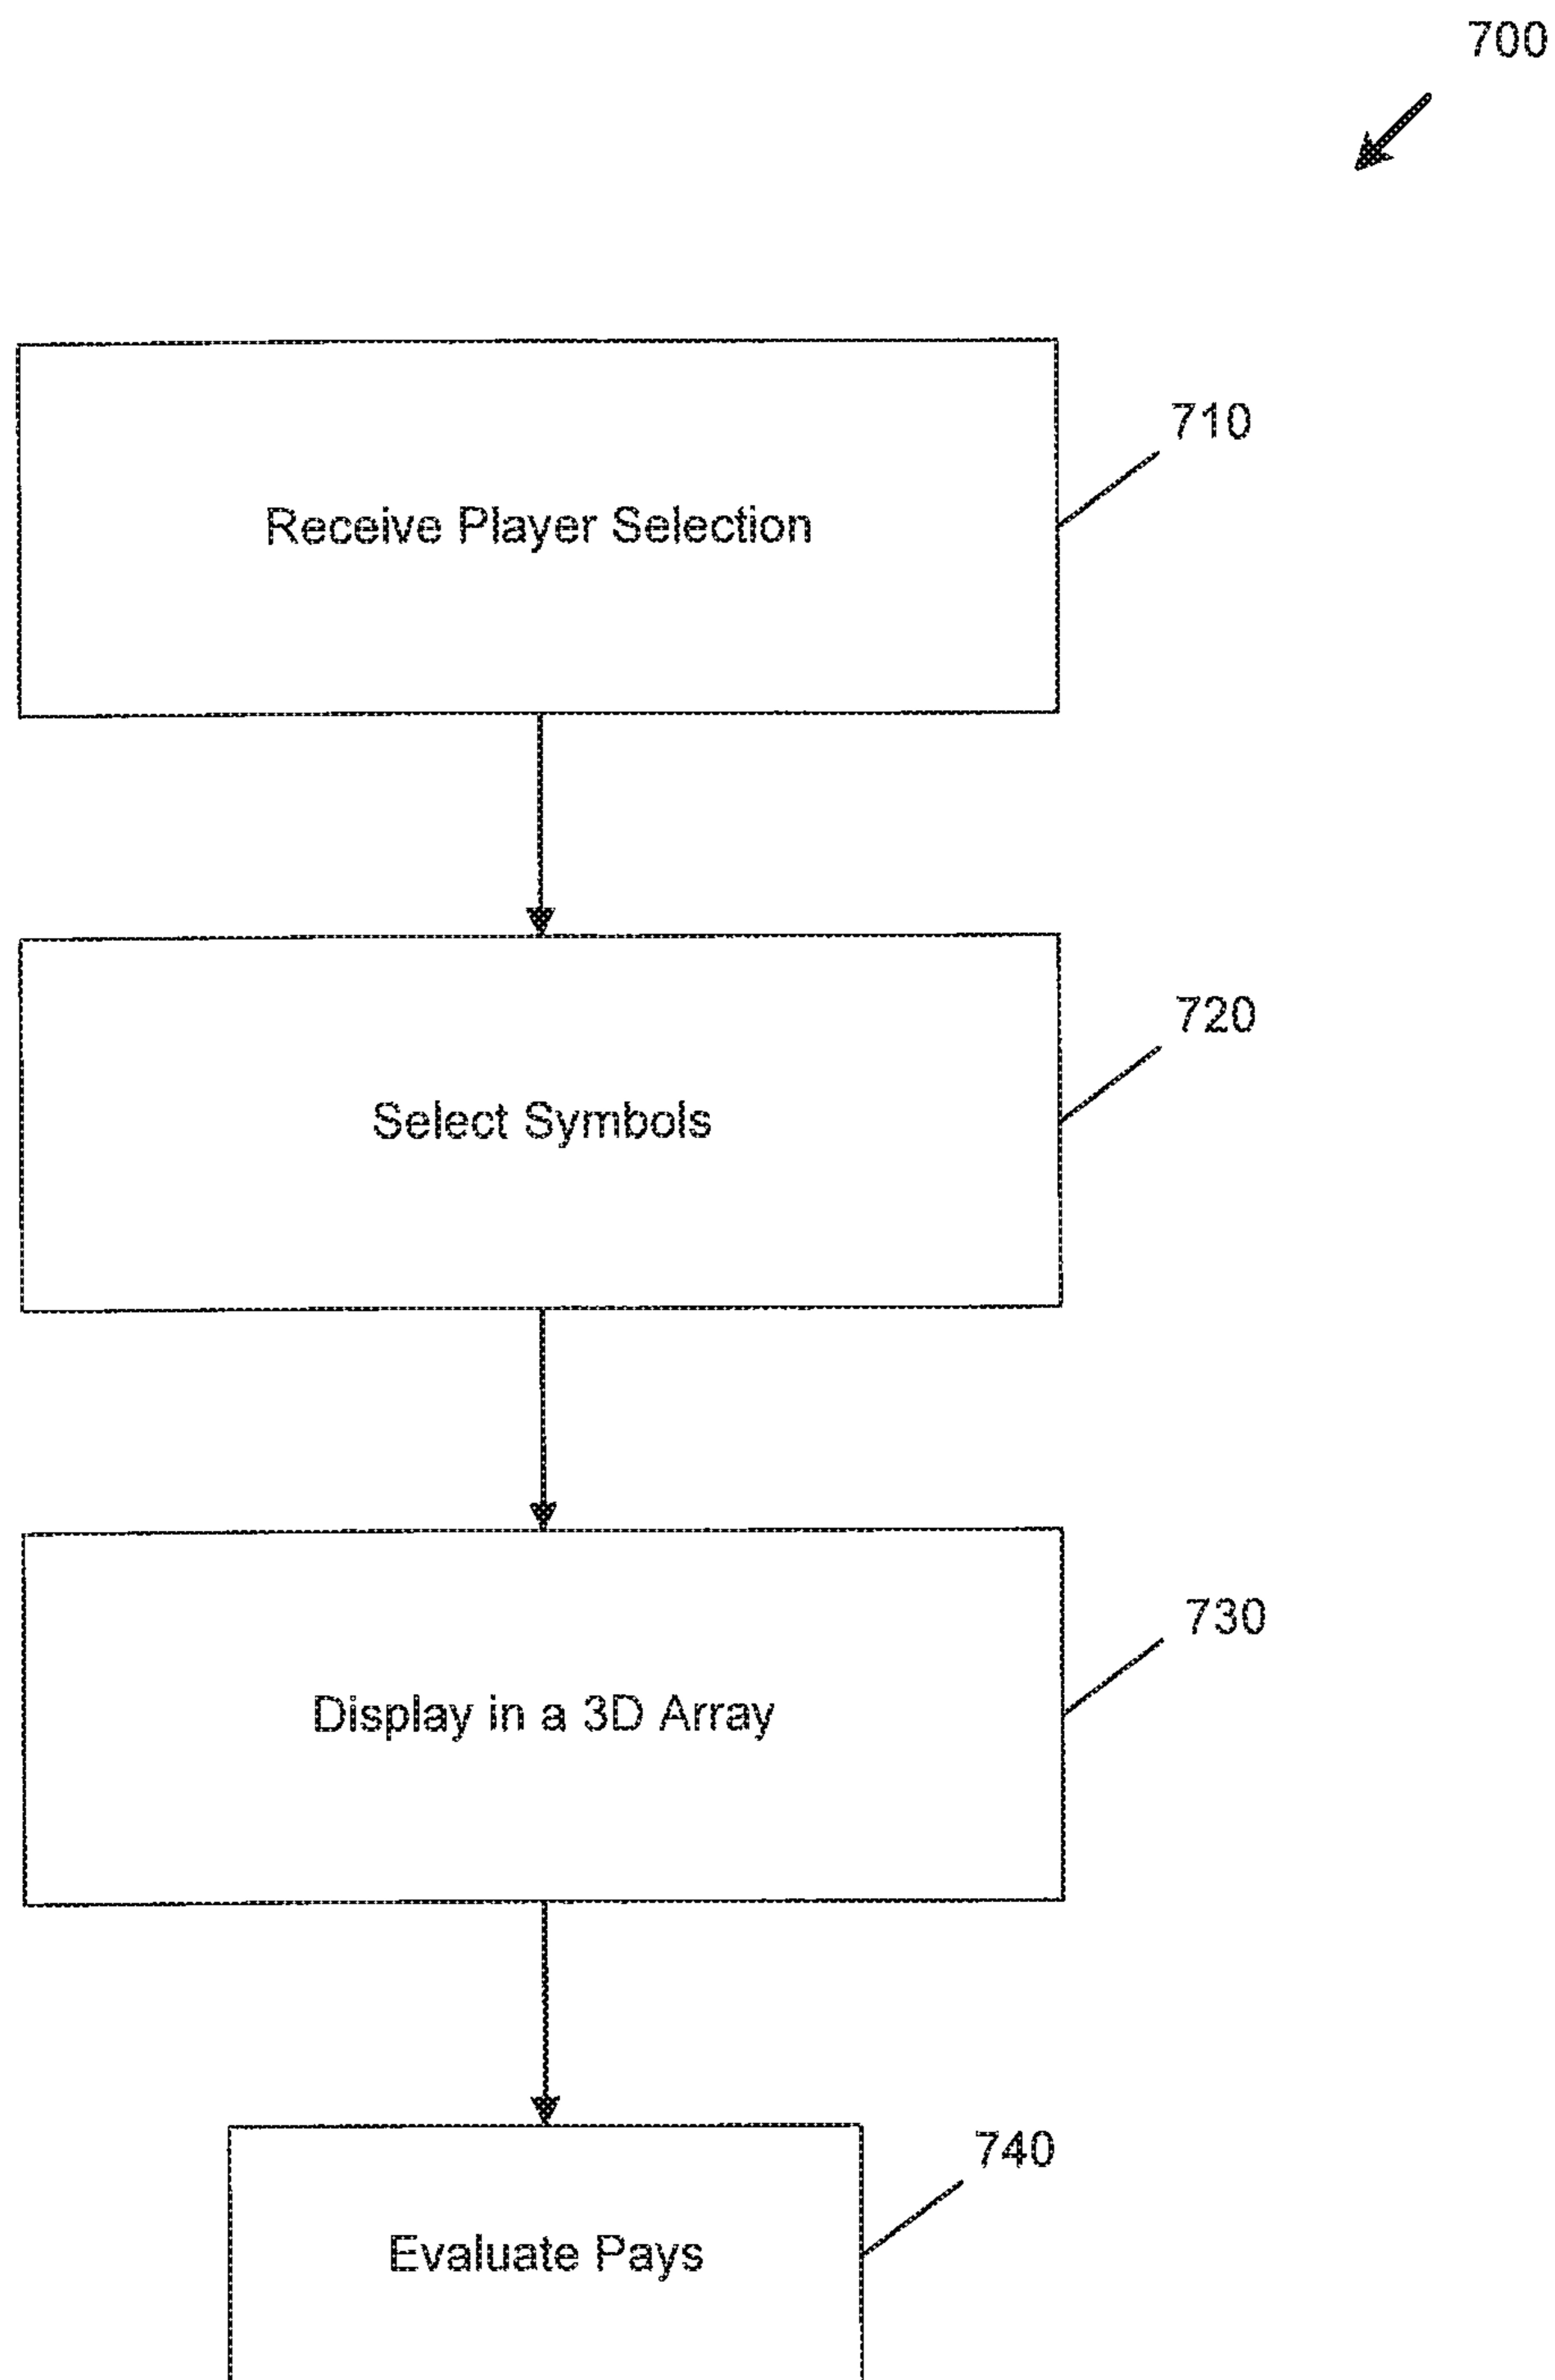 700
710
Receive Player Selection
720
Select Symbols
730
Display in a 3D Array
740
Evaluate Pays